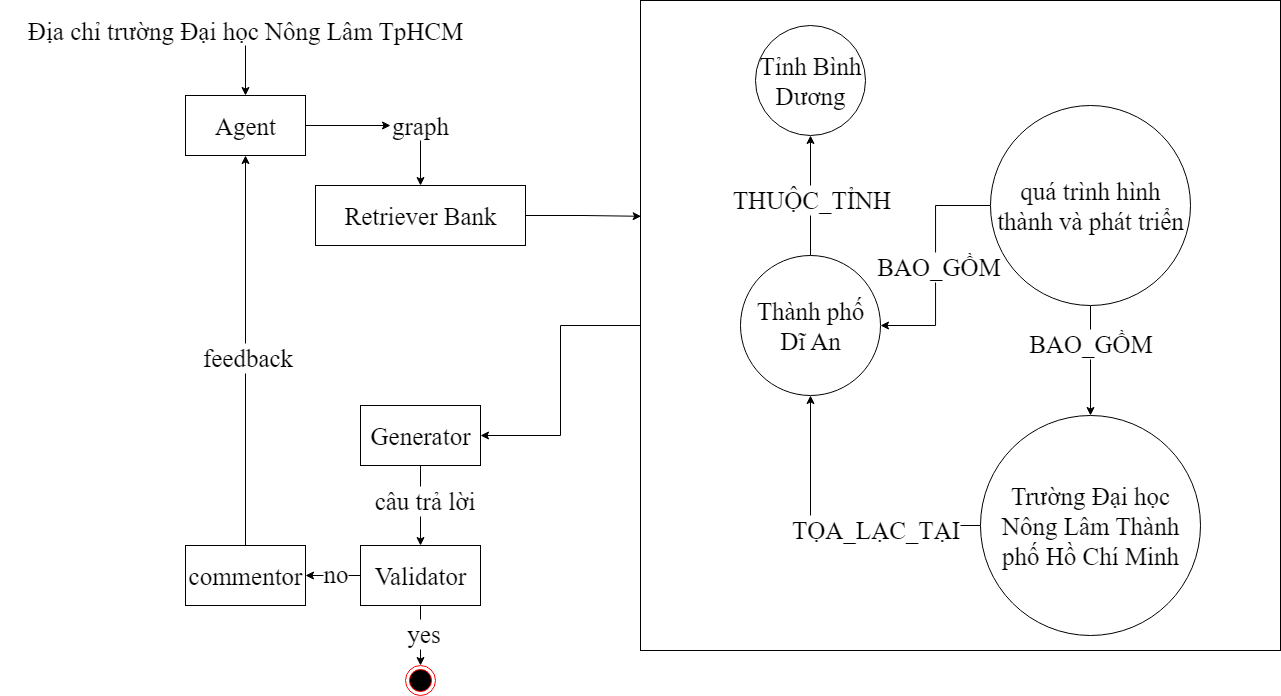 Địa chỉ trường Đại học Nông Lâm TpHCM
Agent
graph
Retriever Bank
feedback
Generator
câu trả lời
commentor
no
Validator
yes
Tỉnh Bình
Dương
THUỘC_TỈNH
quá trình hình
thành và phát triển
BAO_GỒM
Thành phố
Dĩ An
BAO_GỒM
TỌA_LẠC_TẠI
Trường Đại học
Nông Lâm Thành
phố Hồ Chí Minh